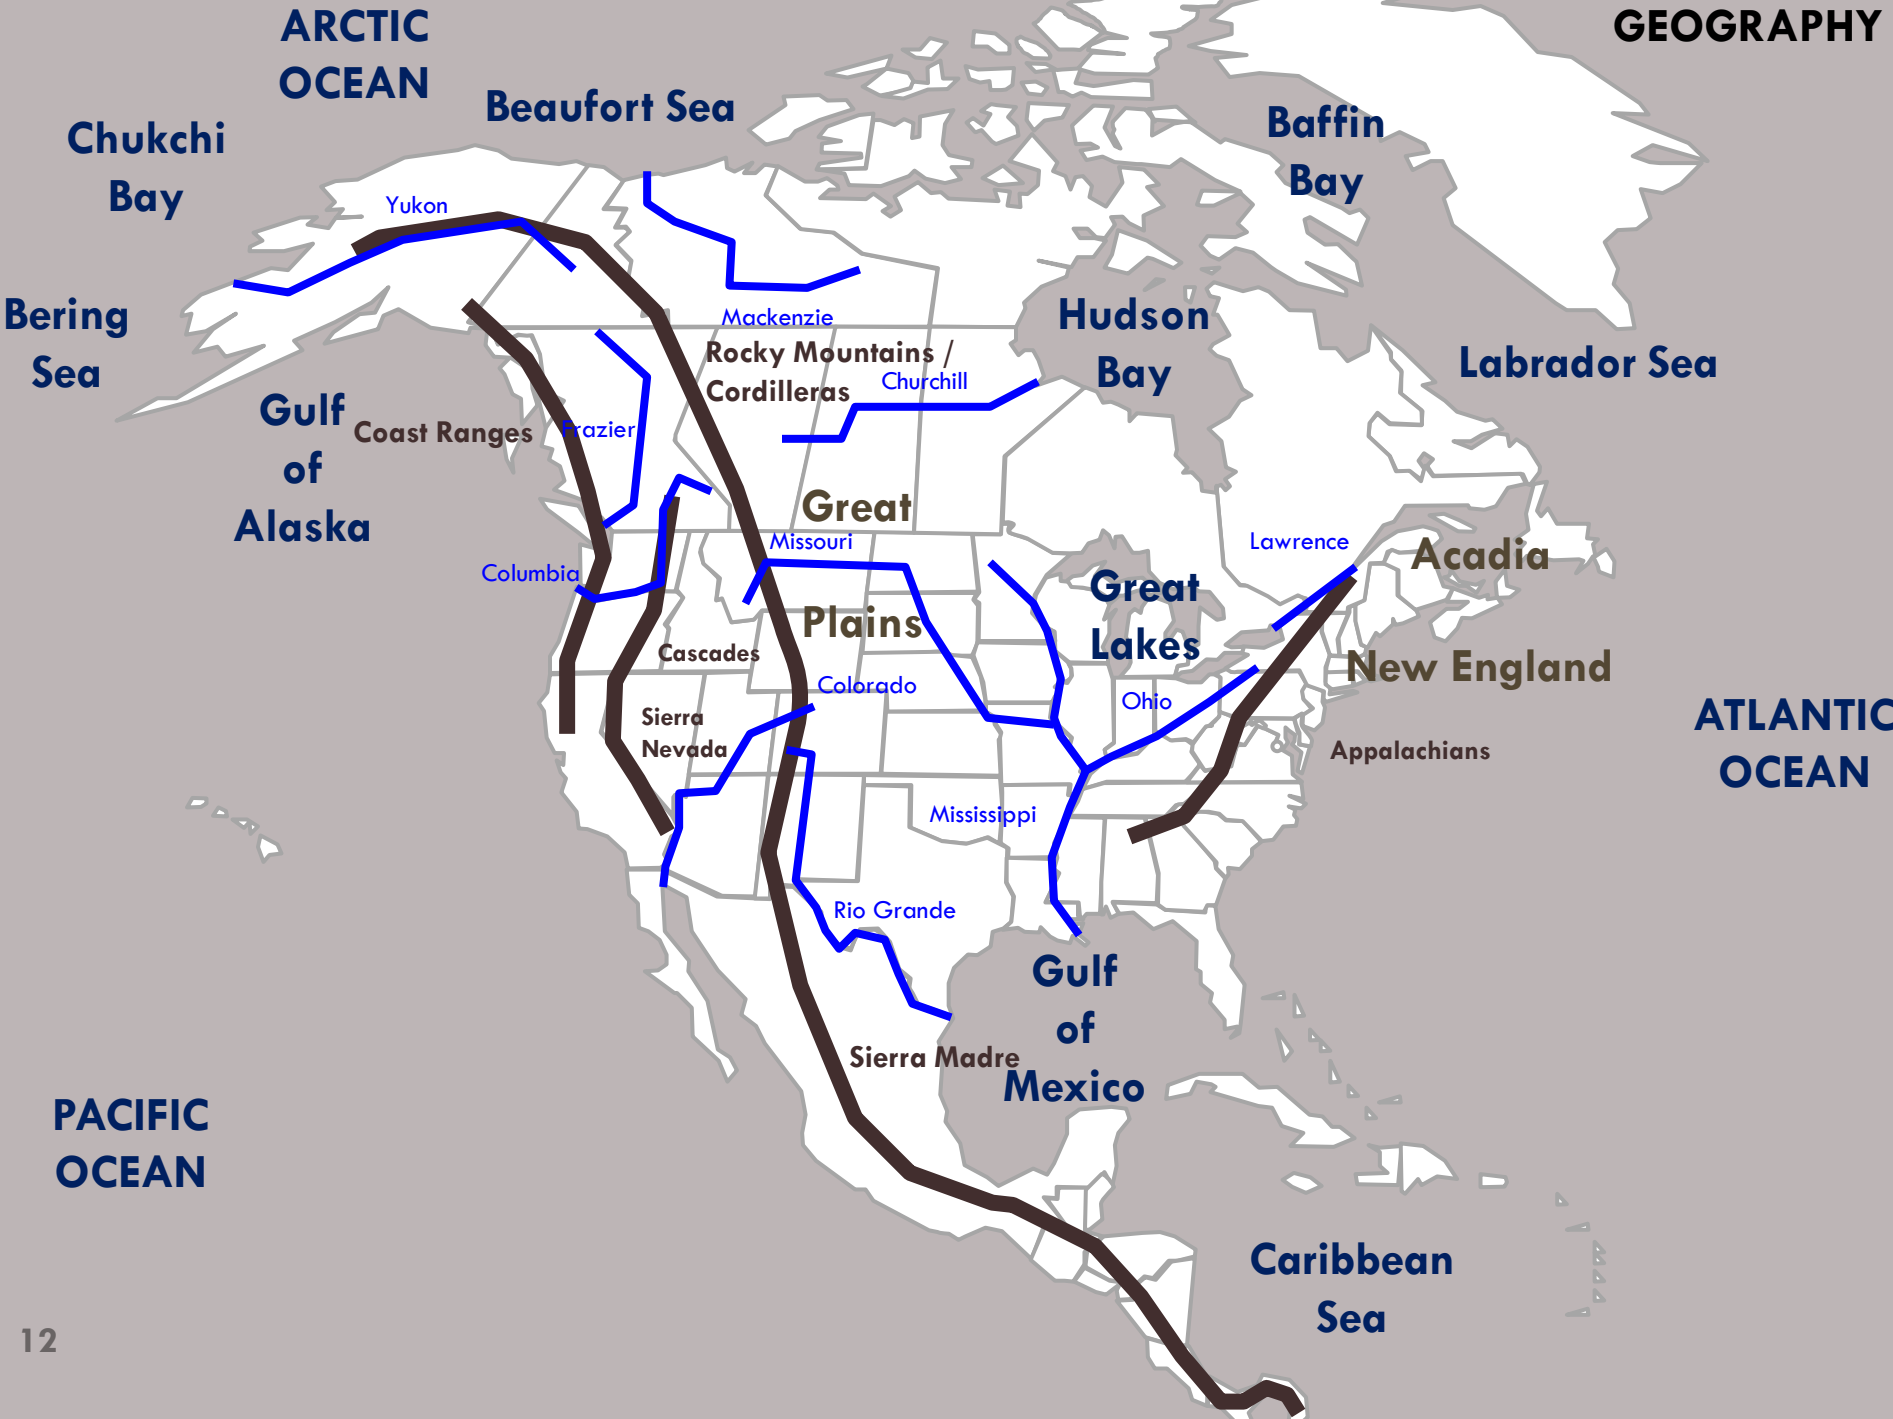 GEOGRAPHY
ARCTIC
OCEAN
Beaufort Sea
Chukchi
Bay
Baffin
Bay
Yukon
Bering
Sea
Mackenzie
Hudson
Bay
Labrador Sea
Rocky Mountains /
Cordilleras
Churchill
Gulf
of
Alaska
Coast Ranges
Frazier
Great
Plains
Missouri
Lawrence
Acadia
Columbia
Great
Lakes
Cascades
New England
Colorado
Ohio
Sierra
Nevada
Appalachians
ATLANTIC
OCEAN
Mississippi
Rio Grande
Gulf
of
Mexico
Sierra Madre
PACIFIC
OCEAN
Caribbean
Sea
12